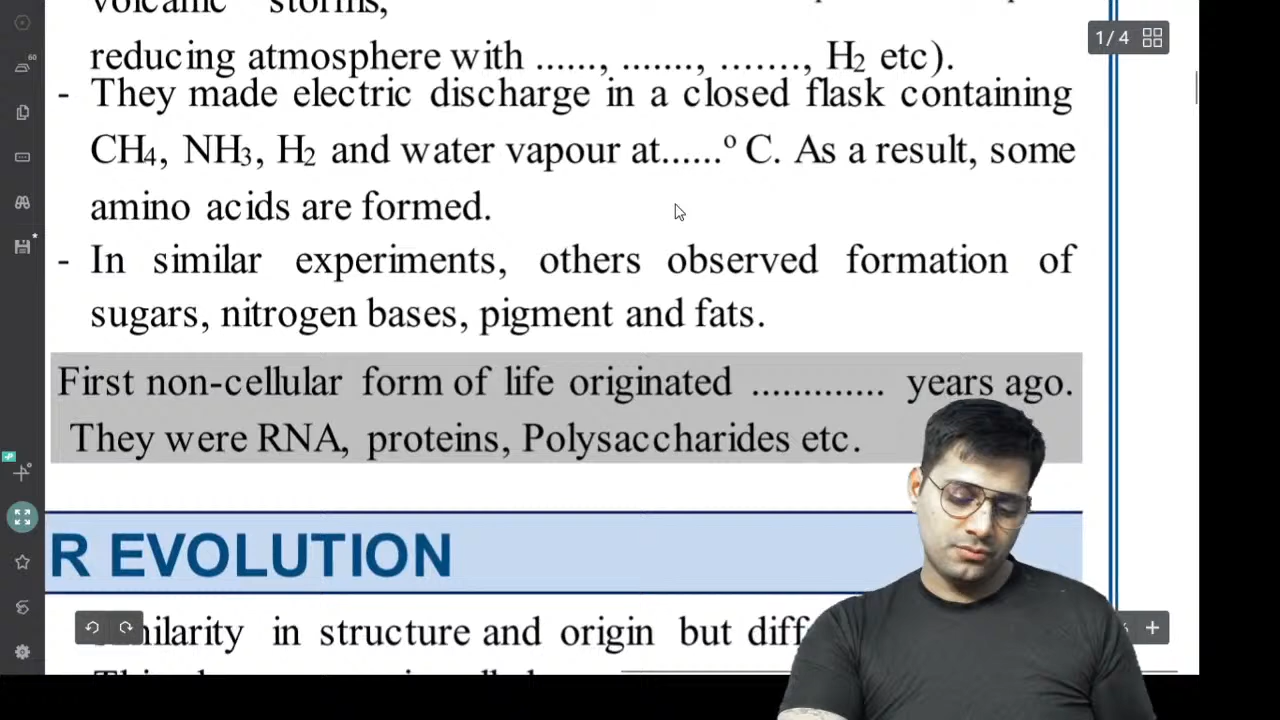 volcanic storms,
reducing atmosphere with ......, ......., ......., H2 etc).
- They made electric discharge in a closed flask containing
CH4, NH3, H2 and water vapour at......º C. As a result, some
amino acids are formed.
- In similar experiments, others observed formation of
sugars, nitrogen bases, pigment and fats.
First non-cellular form of life originated ............. years ago.
They were RNA, proteins, Polysaccharides etc.
R EVOLUTION
in structure and origin but
1/4
60